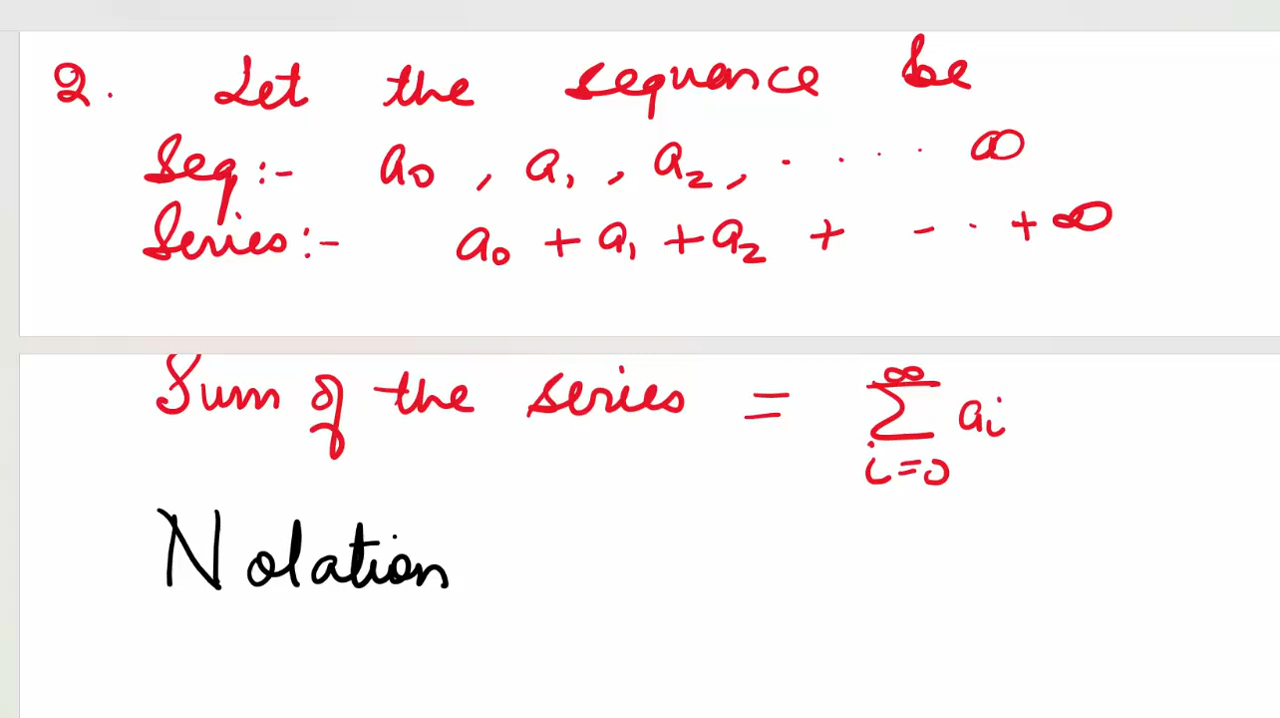 2. Let the sequence be
Seq:- a₀, a₁, a₂, ..... ∞
Series:- a₀ + a₁ + a₂ + - .. + ∞
Sum of the series = ∑_{i=0}^{∞} aᵢ
Notation